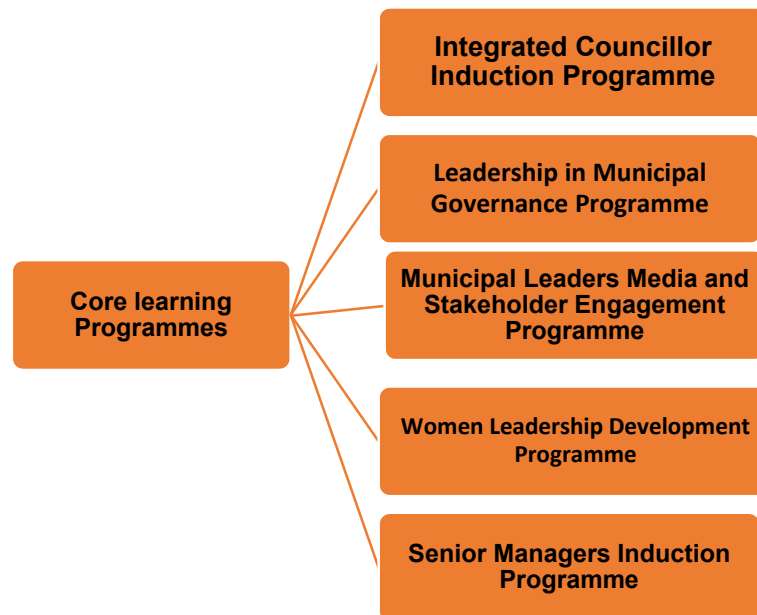 Integrated Councillor
Induction Programme
Leadership in Municipal
Governance Programme
Core learning
Programmes
Municipal Leaders Media and
Stakeholder Engagement
Programme
Women Leadership Development
Programme
Senior Managers Induction
Programme